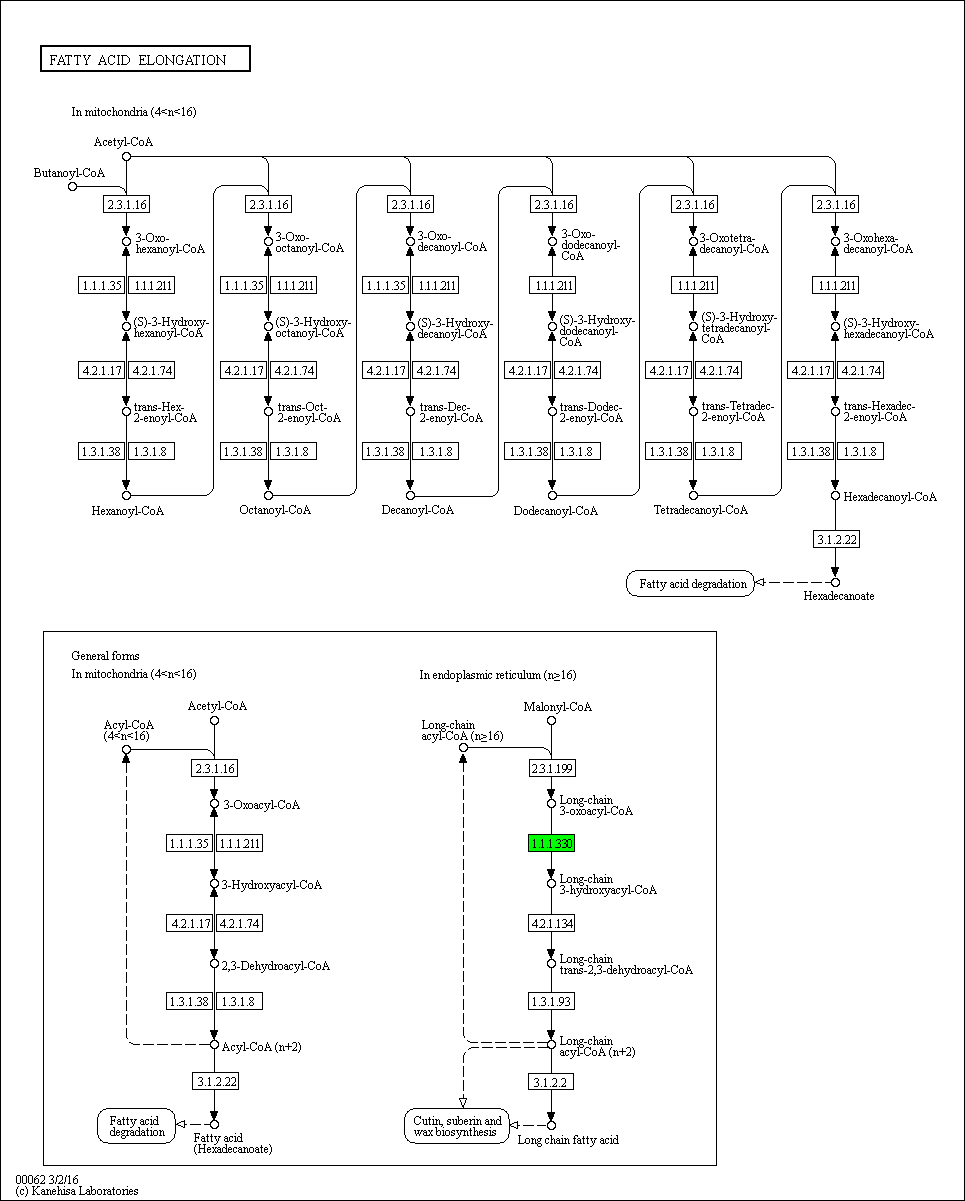 FATTY ACID ELONGATION
In mitochondria (4<n<16)
Acetyl-CoA
Butanoyl-CoA
2.3.1.16 2.3.1.16 2.3.1.16 2.3.1.16 2.3.1.16 2.3.1.16
3-Oxo-
hexanoyl-CoA
3-Oxo-
octanoyl-CoA
3-Oxo-
decanoyl-CoA
3-Oxo-
dodecanoyl-
CoA
3-Oxotetra-
decanoyl-CoA
3-Oxohexa-
decanoyl-CoA
1.1.1.35 1.1.1.211 1.1.1.35 1.1.1.211 1.1.1.35 1.1.1.211 1.1.1.211 1.1.1.211 1.1.1.211
(S)-3-Hydroxy-
hexanoyl-CoA
(S)-3-Hydroxy-
octanoyl-CoA
(S)-3-Hydroxy-
decanoyl-CoA
(S)-3-Hydroxy-
dodecanoyl-
CoA
(S)-3-Hydroxy-
tetradecanoyl-
CoA
(S)-3-Hydroxy-
hexadecanoyl-CoA
4.2.1.17 4.2.1.74 4.2.1.17 4.2.1.74 4.2.1.17 4.2.1.74 4.2.1.17 4.2.1.74 4.2.1.17 4.2.1.74 4.2.1.17 4.2.1.74
trans-Hex-
2-enoyl-CoA
trans-Oct-
2-enoyl-CoA
trans-Dec-
2-enoyl-CoA
trans-Dodec-
2-enoyl-CoA
trans-Tetradec-
2-enoyl-CoA
trans-Hexadec-
2-enoyl-CoA
1.3.1.38 1.3.1.8 1.3.1.38 1.3.1.8 1.3.1.38 1.3.1.8 1.3.1.38 1.3.1.8 1.3.1.38 1.3.1.8 1.3.1.38 1.3.1.8
Hexanoyl-CoA Octanoyl-CoA Decanoyl-CoA Dodecanoyl-CoA Tetradecanoyl-CoA Hexadecanoyl-CoA
3.1.2.22
Fatty acid degradation
Hexadecanoate
General forms
In mitochondria (4<n<16)
Acetyl-CoA
Acyl-CoA
(4<n<16)
2.3.1.16
3-Oxoacyl-CoA
1.1.1.35 1.1.1.211
3-Hydroxyacyl-CoA
4.2.1.17 4.2.1.74
2,3-Dehydroacyl-CoA
1.3.1.38 1.3.1.8
Acyl-CoA (n+2)
3.1.2.22
Fatty acid
degradation
Fatty acid
(Hexadecanoate)
In endoplasmic reticulum (n≥16)
Malonyl-CoA
Long-chain
acyl-CoA (n≥16)
2.3.1.199
Long-chain
3-oxoacyl-CoA
1.1.1.330
Long-chain
3-hydroxyacyl-CoA
4.2.1.134
Long-chain
trans-2,3-dehydroacyl-CoA
1.3.1.93
Long-chain
acyl-CoA (n+2)
3.1.2.2
Cutin, suberin and
wax biosynthesis
Long chain fatty acid
00062 3/2/16
(c) Kanehisa Laboratories